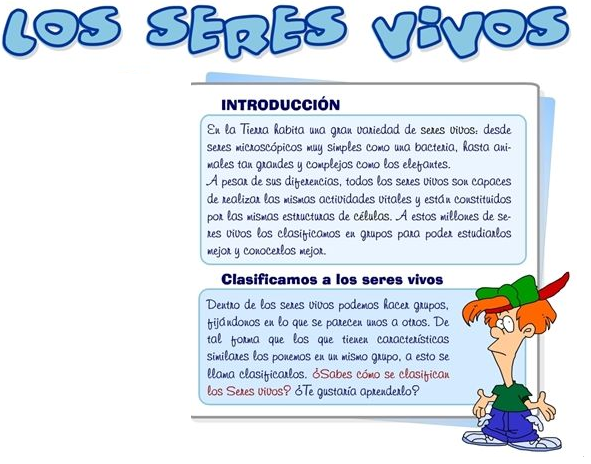 LOS SERES VIVOS
INTRODUCCIÓN
En la Tierra habita una gran variedad de seres vivos: desde
seres microscópicos muy simples como una bacteria, hasta ani-
males tan grandes y complejos como los elefantes.
A pesar de sus diferencias, todos los seres vivos son capaces
de realizar las mismas actividades vitales y están constituidos
por las mismas estructuras de células. A estos millones de se-
res vivos los clasificamos en grupos para poder estudiarlos
mejor y conocerlos mejor.
Clasificamos a los seres vivos
Dentro de los seres vivos podemos hacer grupos,
fijándonos en lo que se parecen unos a otros. De
tal forma que los que tienen características
similares los ponemos en un mismo grupo, a esto se
llama clasificarlos. ¿Sabes cómo se clasifican
los Seres vivos? ¿Te gustaría aprenderlo?